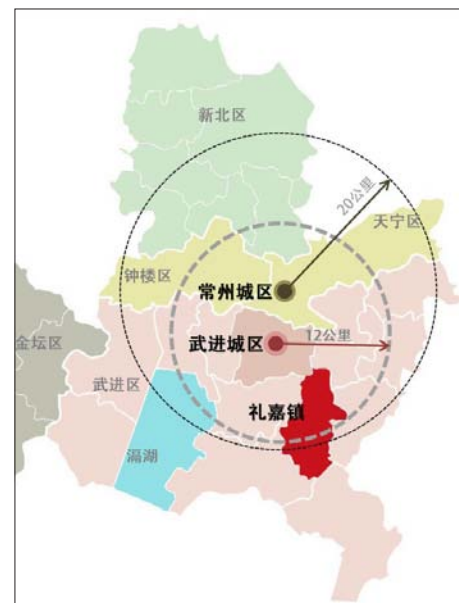 新北区
20公里
天宁区
钟楼区
常州城区
金坛区
武进城区
12公里
武进区
礼嘉镇
滆湖